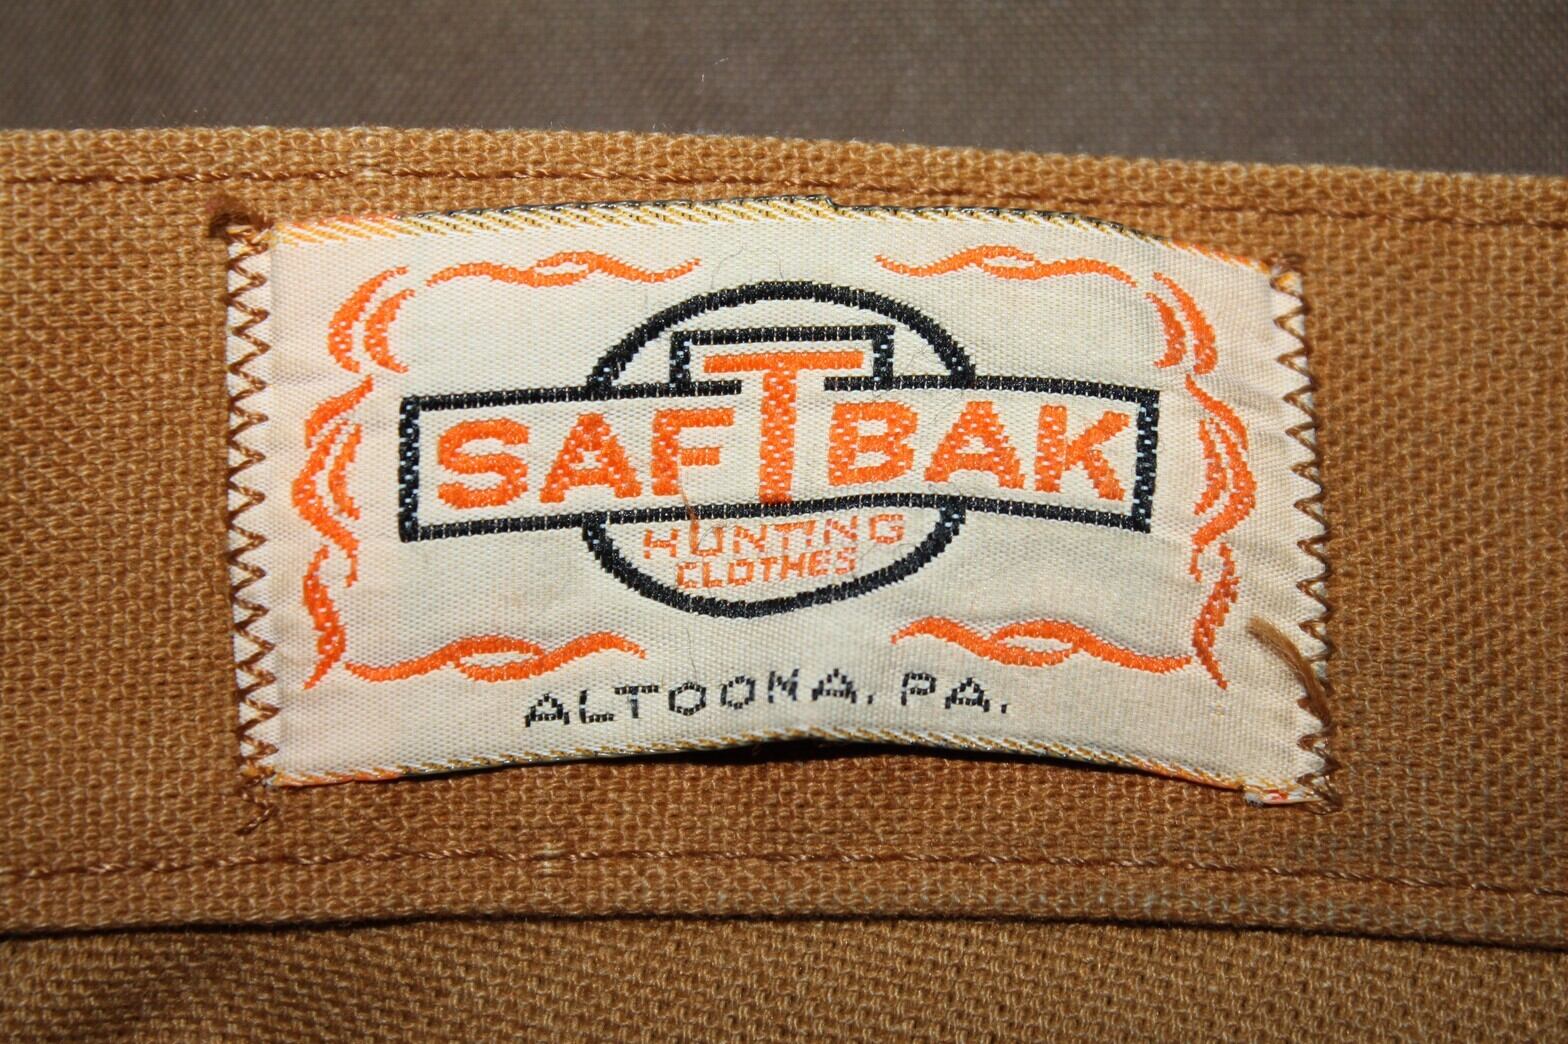 SAFTBAK
HUNTING
CLOTHES
ALTOONA, PA.